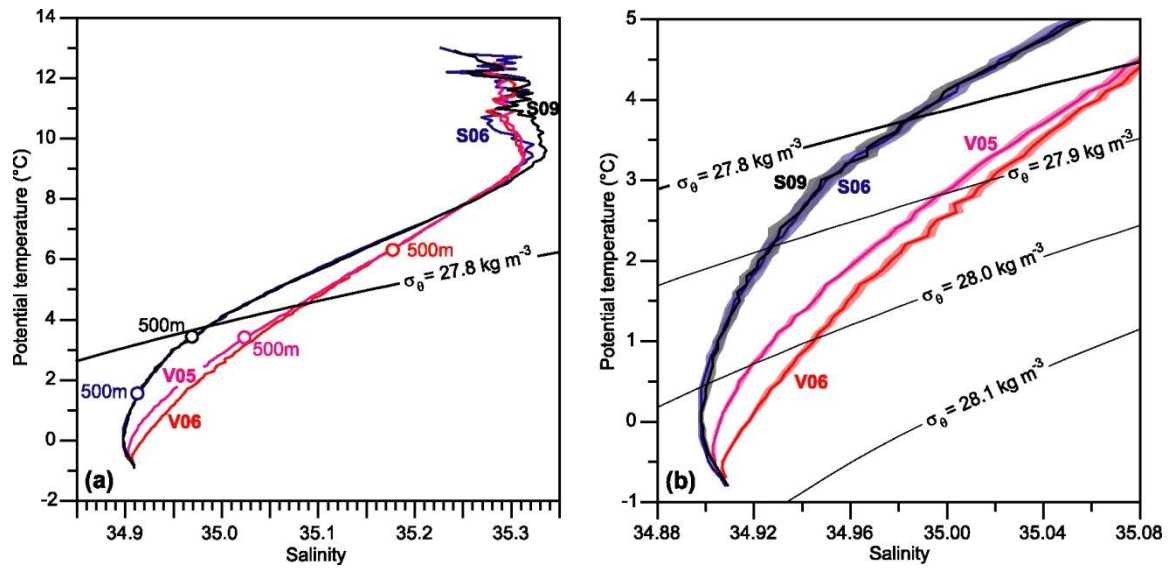 Potential temperature (°C)
14
12
10
8
6
4
2
0
-2
S09
S06
500m
σθ = 27.8 kg m⁻³
500m
500m
500m
V05
V06
(a)
34.9
35.0
35.1
35.2
35.3
Salinity
Potential temperature (°C)
5
4
3
2
1
0
-1
σθ = 27.8 kg m⁻³
V05
σθ = 27.9 kg m⁻³
S09
S06
σθ = 28.0 kg m⁻³
V06
σθ = 28.1 kg m⁻³
(b)
34.88
34.92
34.96
35.00
35.04
35.08
Salinity